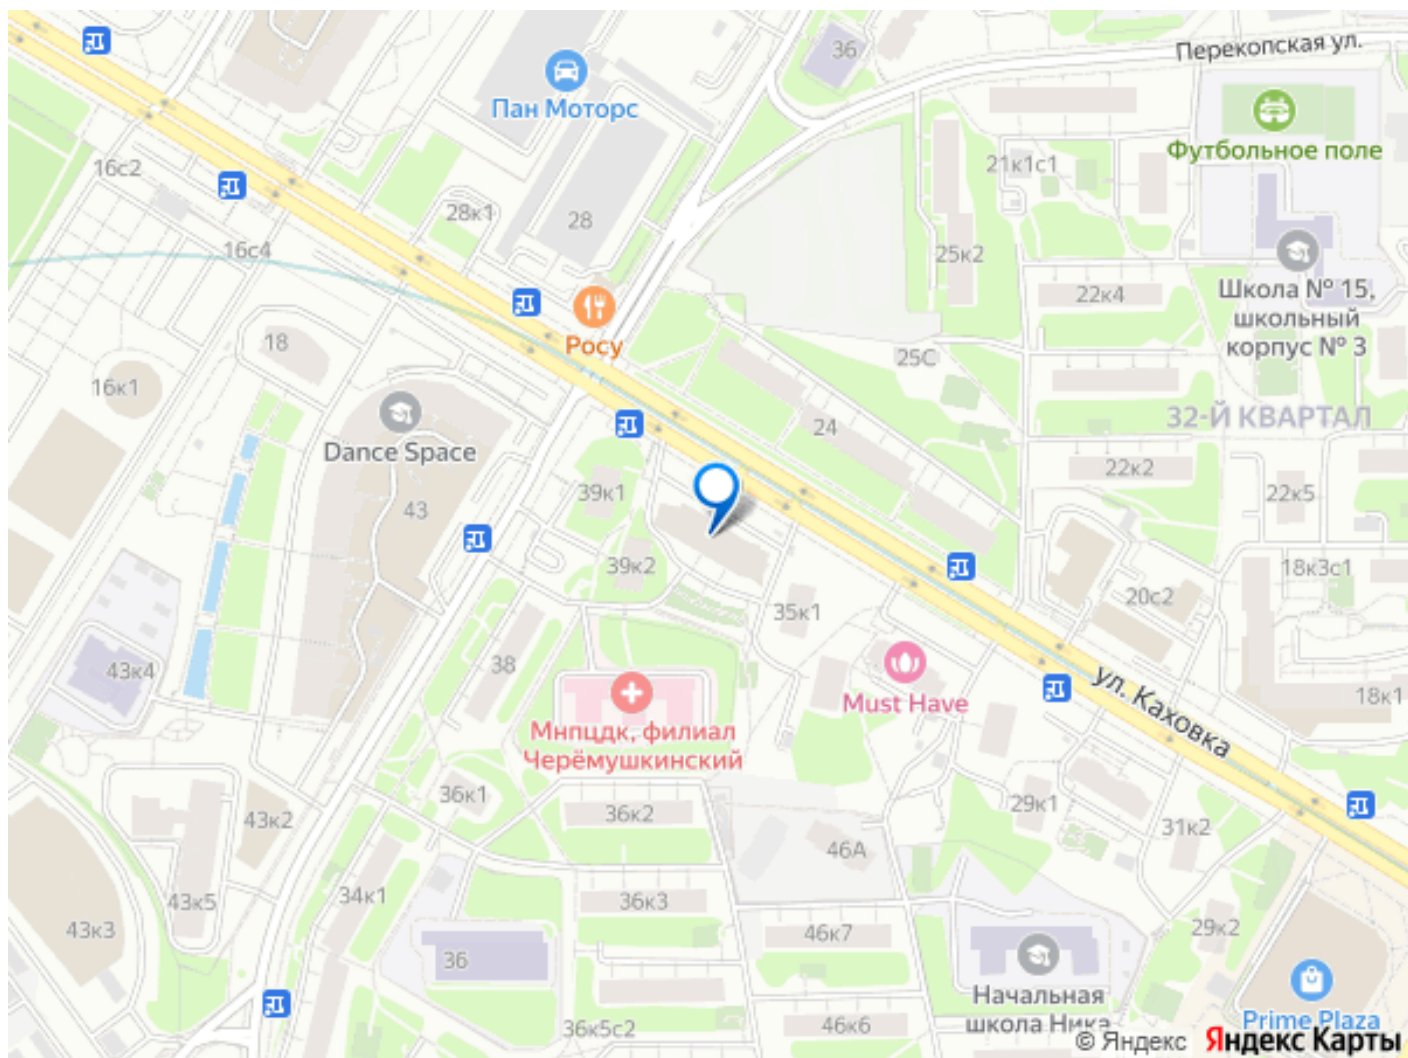 Перекопская ул.
36
Пан Моторс
Футбольное поле
16с2
21к1с1
28к1
28
16с4
25к2
22к4
Школа № 15,
школьный
корпус № 3
Росу
18
25С
16к1
32-Й КВАРТАЛ
24
Dance Space
22к2
39к1
22к5
43
39к2
18к3с1
20с2
35к1
38
43к4
ул. Каховка
18к1
Must Have
Мнпцдк, филиал
Черёмушкинский
36к1
29к1
36к2
43к2
31к2
46А
34к1
43к5
36к3
29к2
43к3
46к7
36
Начальная
школа Ника
Prime Plaza
36к5с2
46к6
© Яндекс Яндекс Карты